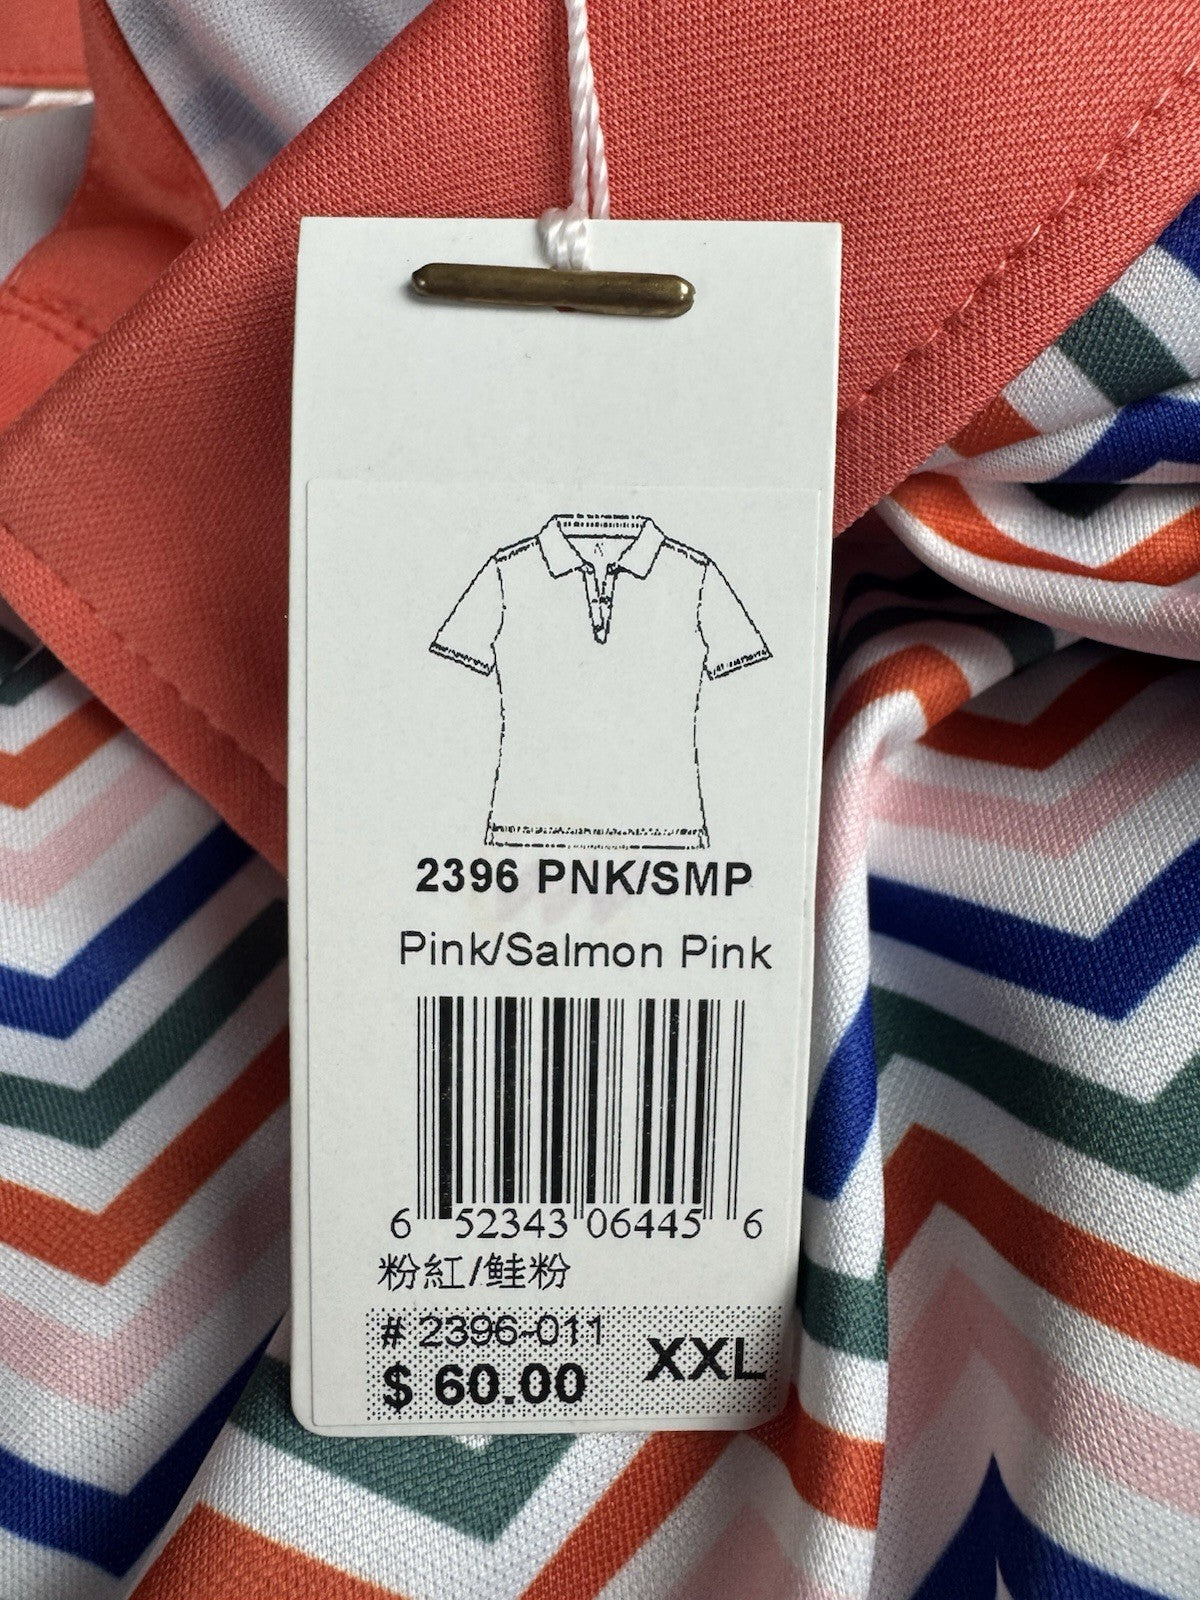 2396 PNK/SMP
Pink/Salmon Pink
6 52343 06445 6
粉紅/鮭粉
# 2396-011
$ 60.00 XXL